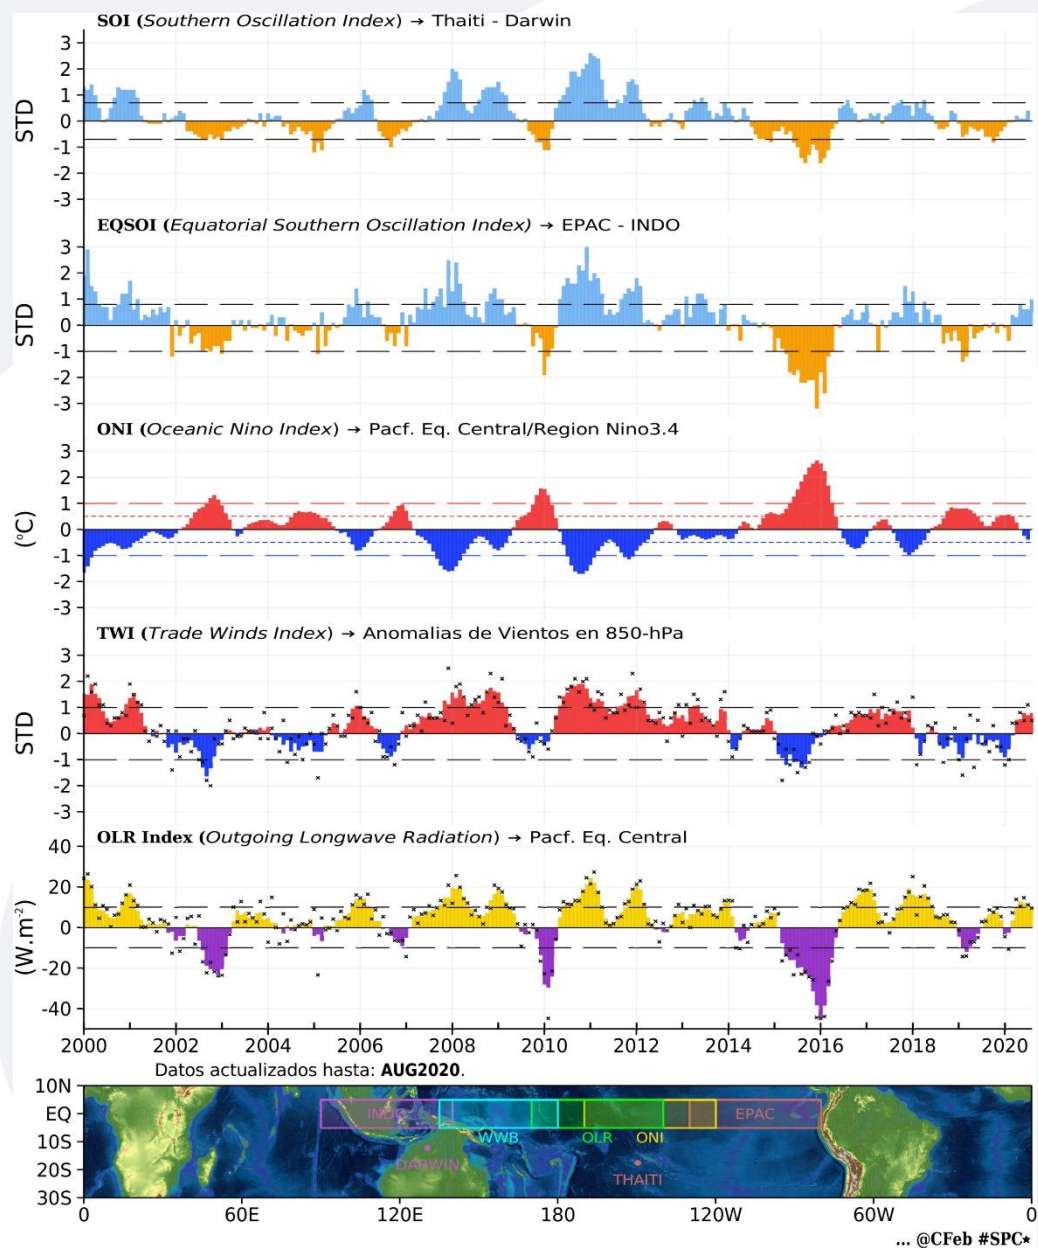 SOI (Southern Oscillation Index) → Thaiti - Darwin
3
2
1
0
-1
-2
-3
STD
EQSOI (Equatorial Southern Oscillation Index) → EPAC - INDO
3
2
1
0
-1
-2
-3
STD
ONI (Oceanic Nino Index) → Pacf. Eq. Central/Region Nino3.4
3
2
1
0
-1
-2
-3
(°C)
TWI (Trade Winds Index) → Anomalias de Vientos en 850-hPa
3
2
1
0
-1
-2
-3
STD
OLR Index (Outgoing Longwave Radiation) → Pacf. Eq. Central
40
20
0
-20
-40
(W.m⁻²)
2000 2002 2004 2006 2008 2010 2012 2014 2016 2018 2020
Datos actualizados hasta: AUG2020.
10N
EQ
10S
20S
30S
INDO
EPAC
WWB
OLR
ONI
DARWIN
THAITI
0 60E 120E 180 120W 60W 0
... @CFeb #SPC★